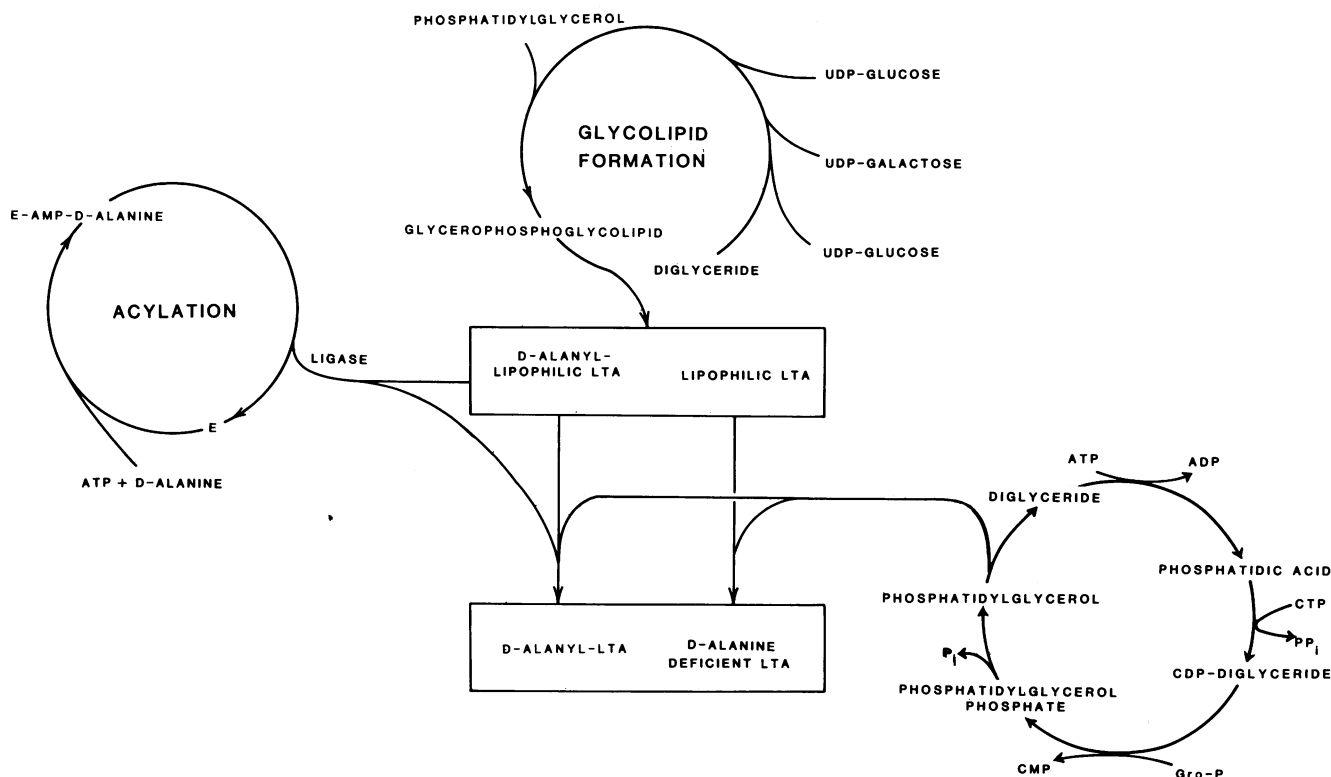 PHOSPHATIDYLGLYCEROL
UDP-GLUCOSE
GLYCOLIPID
FORMATION
UDP-GALACTOSE
E-AMP-D-ALANINE
GLYCEROPHOSPHOGLYCOLIPID
UDP-GLUCOSE
DIGLYCERIDE
ACYLATION
LIGASE
D-ALANYL-
LIPOPHILIC LTA
LIPOPHILIC LTA
E
ATP + D-ALANINE
ATP
ADP
DIGLYCERIDE
PHOSPHATIDIC ACID
PHOSPHATIDYLGLYCEROL
CTP
PPi
D-ALANYL-LTA
D-ALANINE
DEFICIENT LTA
Pi
CDP-DIGLYCERIDE
PHOSPHATIDYLGLYCEROL
PHOSPHATE
CMP
Gro-P